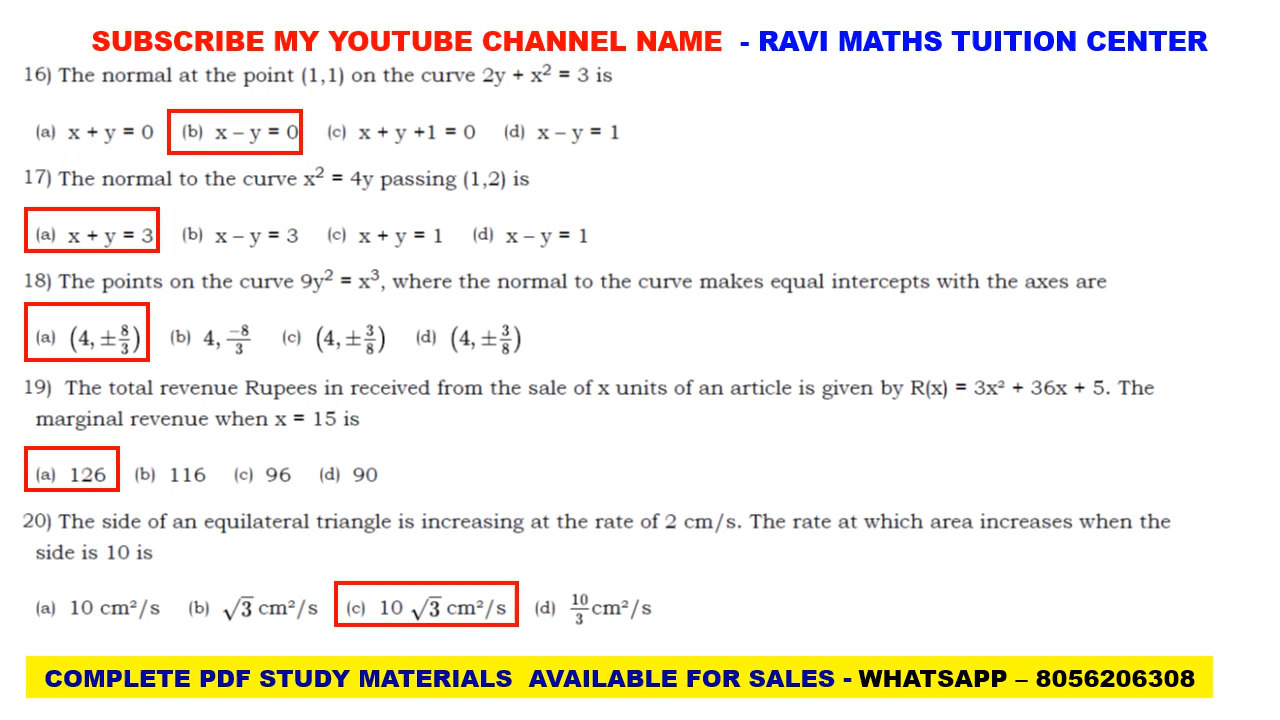 SUBSCRIBE MY YOUTUBE CHANNEL NAME - RAVI MATHS TUITION CENTER
16) The normal at the point (1,1) on the curve 2y + x² = 3 is
(a) x + y = 0 (b) x – y = 0 (c) x + y +1 = 0 (d) x – y = 1
17) The normal to the curve x² = 4y passing (1,2) is
(a) x + y = 3 (b) x – y = 3 (c) x + y = 1 (d) x – y = 1
18) The points on the curve 9y² = x³, where the normal to the curve makes equal intercepts with the axes are
(a) (4, ±8/3) (b) 4, −8/3 (c) (4, ±3/8) (d) (4, ±3/8)
19) The total revenue Rupees in received from the sale of x units of an article is given by R(x) = 3x² + 36x + 5. The
marginal revenue when x = 15 is
(a) 126 (b) 116 (c) 96 (d) 90
20) The side of an equilateral triangle is increasing at the rate of 2 cm/s. The rate at which area increases when the
side is 10 is
(a) 10 cm²/s (b) √3 cm²/s (c) 10 √3 cm²/s (d) 10/3 cm²/s
COMPLETE PDF STUDY MATERIALS AVAILABLE FOR SALES - WHATSAPP – 8056206308